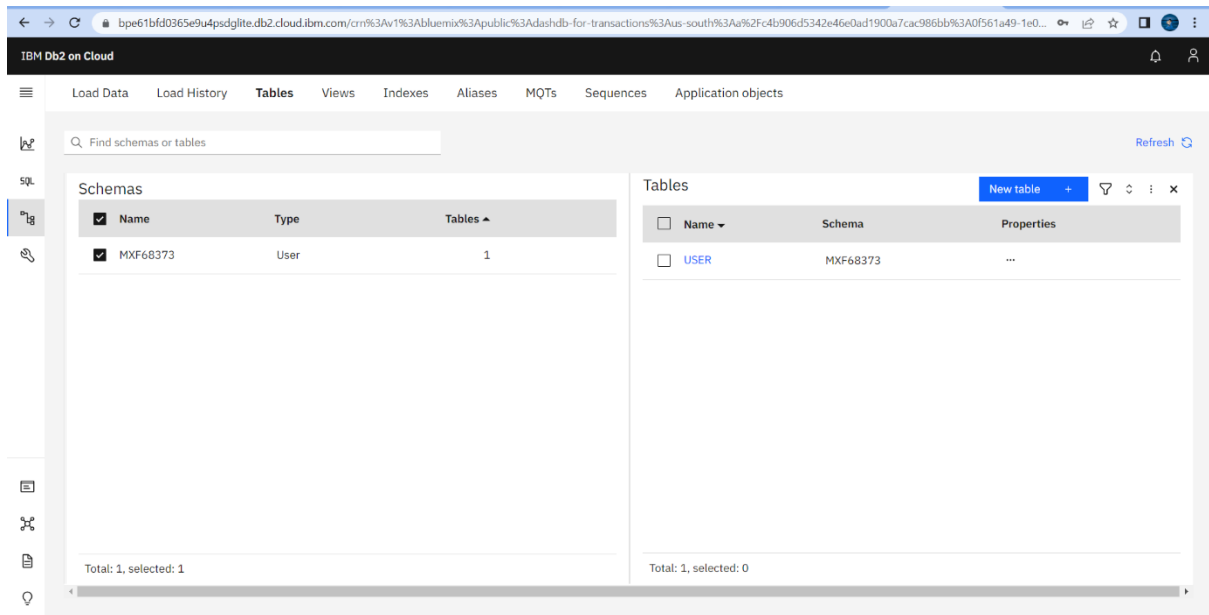 bpe61bfd0365e9u4psdglite.db2.cloud.ibm.com/crn%3Av1%3Abluemix%3Apublic%3Adashdb-for-transactions%3Aus-south%3Aa%2Fc4b906d5342e46e0ad1900a7cac986bb%3A0f561a49-1e0...
IBM Db2 on Cloud
Load Data Load History Tables Views Indexes Aliases MQTs Sequences Application objects
Find schemas or tables
Refresh
SQL
Schemas
Name Type Tables
MXF68373 User 1
Total: 1, selected: 1
Tables
New table +
Name Schema Properties
USER MXF68373 ...
Total: 1, selected: 0